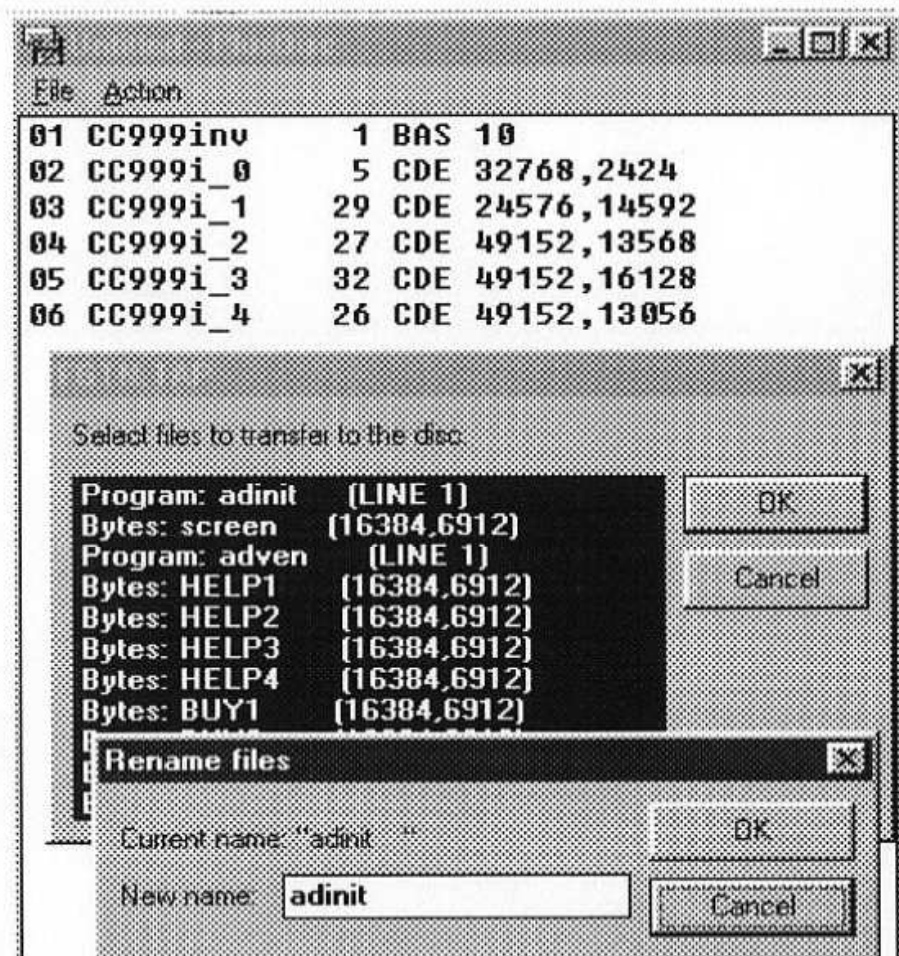 File Action
01 CC999inv 1 BAS 10
02 CC999i_0 5 CDE 32768,2424
03 CC999i_1 29 CDE 24576,14592
04 CC999i_2 27 CDE 49152,13568
05 CC999i_3 32 CDE 49152,16128
06 CC999i_4 26 CDE 49152,13056
Select files to transfer to the disc.
Program: adinit (LINE 1)
Bytes: screen (16384,6912)
Program: adven (LINE 1)
Bytes: HELP1 (16384,6912)
Bytes: HELP2 (16384,6912)
Bytes: HELP3 (16384,6912)
Bytes: HELP4 (16384,6912)
Bytes: BUY1 (16384,6912)
OK
Cancel
Rename files
Current name: "adinit "
New name: adinit
OK
Cancel